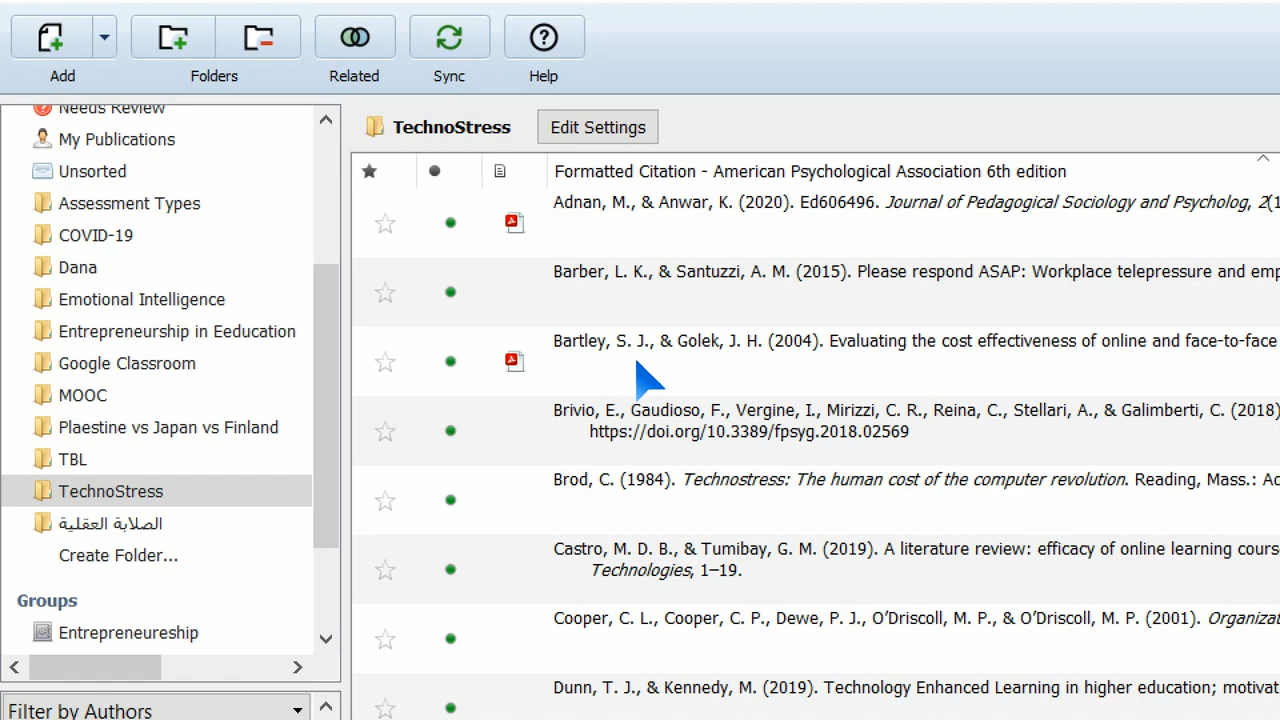 Add
Folders
Related
Sync
Help
Needs Review
My Publications
Unsorted
Assessment Types
COVID-19
Dana
Emotional Intelligence
Entrepreneurship in Eeducation
Google Classroom
MOOC
Plaestine vs Japan vs Finland
TBL
TechnoStress
الصلابة العقلية
Create Folder...
Groups
Entrepreneureship
Filter by Authors
TechnoStress
Edit Settings
Formatted Citation - American Psychological Association 6th edition
Adnan, M., & Anwar, K. (2020). Ed606496. Journal of Pedagogical Sociology and Psycholog, 2(1
Barber, L. K., & Santuzzi, A. M. (2015). Please respond ASAP: Workplace telepressure and emp
Bartley, S. J., & Golek, J. H. (2004). Evaluating the cost effectiveness of online and face-to-face
Brivio, E., Gaudioso, F., Vergine, I., Mirizzi, C. R., Reina, C., Stellari, A., & Galimberti, C. (2018)
https://doi.org/10.3389/fpsyg.2018.02569
Brod, C. (1984). Technostress: The human cost of the computer revolution. Reading, Mass.: Ad
Castro, M. D. B., & Tumibay, G. M. (2019). A literature review: efficacy of online learning cours
Technologies, 1–19.
Cooper, C. L., Cooper, C. P., Dewe, P. J., O’Driscoll, M. P., & O’Driscoll, M. P. (2001). Organizat
Dunn, T. J., & Kennedy, M. (2019). Technology Enhanced Learning in higher education; motivat